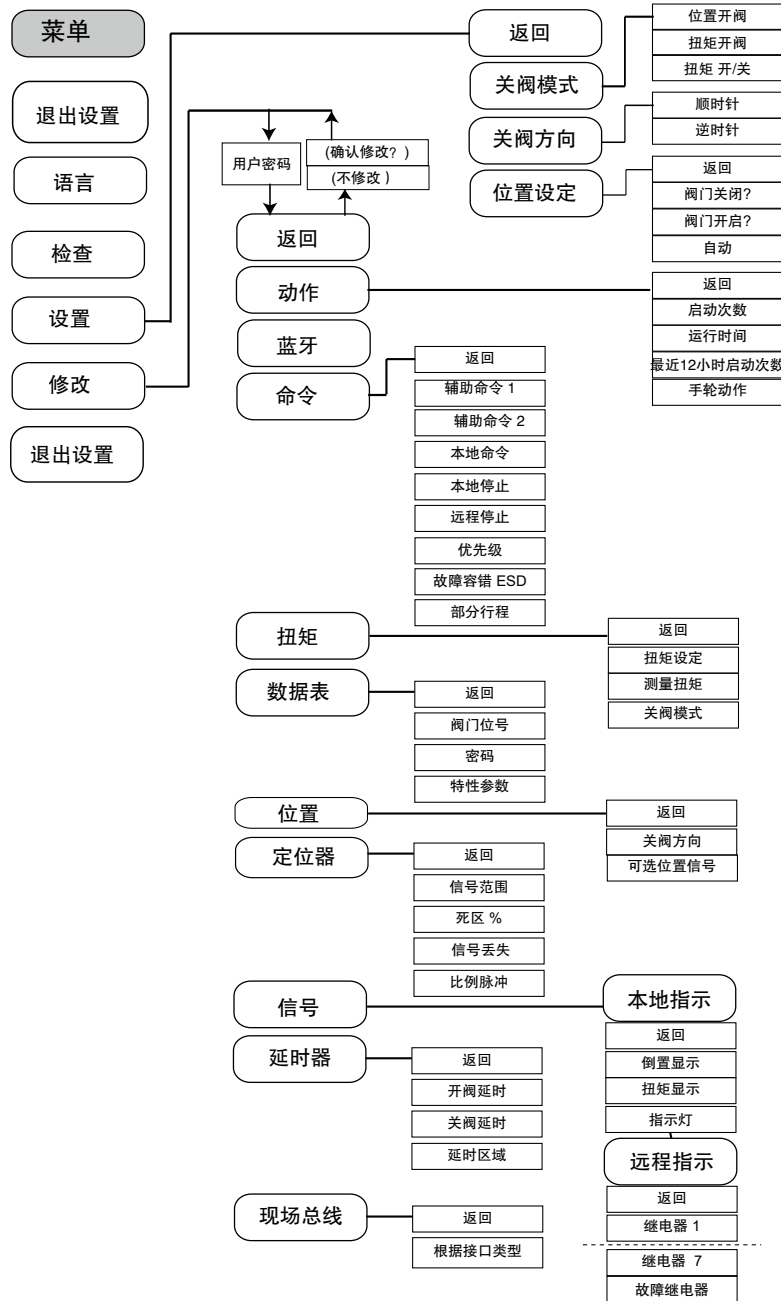 菜单
退出设置
语言
检查
设置
修改
退出设置
返回
关阀模式
位置开阀
扭矩开阀
扭矩 开/关
关阀方向
顺时针
逆时针
位置设定
返回
阀门关闭?
阀门开启?
自动
用户密码
(确认修改? )
(不修改 )
返回
动作
返回
启动次数
运行时间
最近12小时启动次数
手轮动作
蓝牙
命令
返回
辅助命令 1
辅助命令 2
本地命令
本地停止
远程停止
优先级
故障容错 ESD
部分行程
扭矩
返回
扭矩设定
测量扭矩
关阀模式
数据表
返回
阀门位号
密码
特性参数
位置
返回
关阀方向
可选位置信号
定位器
返回
信号范围
死区 %
信号丢失
比例脉冲
信号
本地指示
返回
倒置显示
扭矩显示
指示灯
远程指示
返回
继电器 1
继电器 7
故障继电器
延时器
返回
开阀延时
关阀延时
延时区域
现场总线
返回
根据接口类型